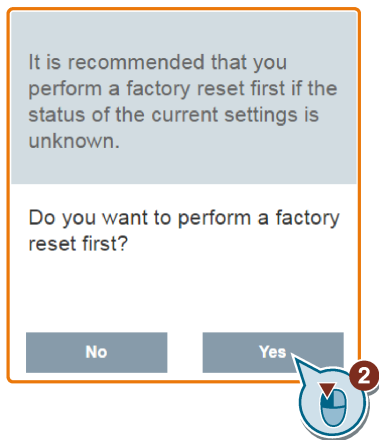 It is recommended that you
perform a factory reset first if the
status of the current settings is
unknown.
Do you want to perform a factory
reset first?
No
Yes
2